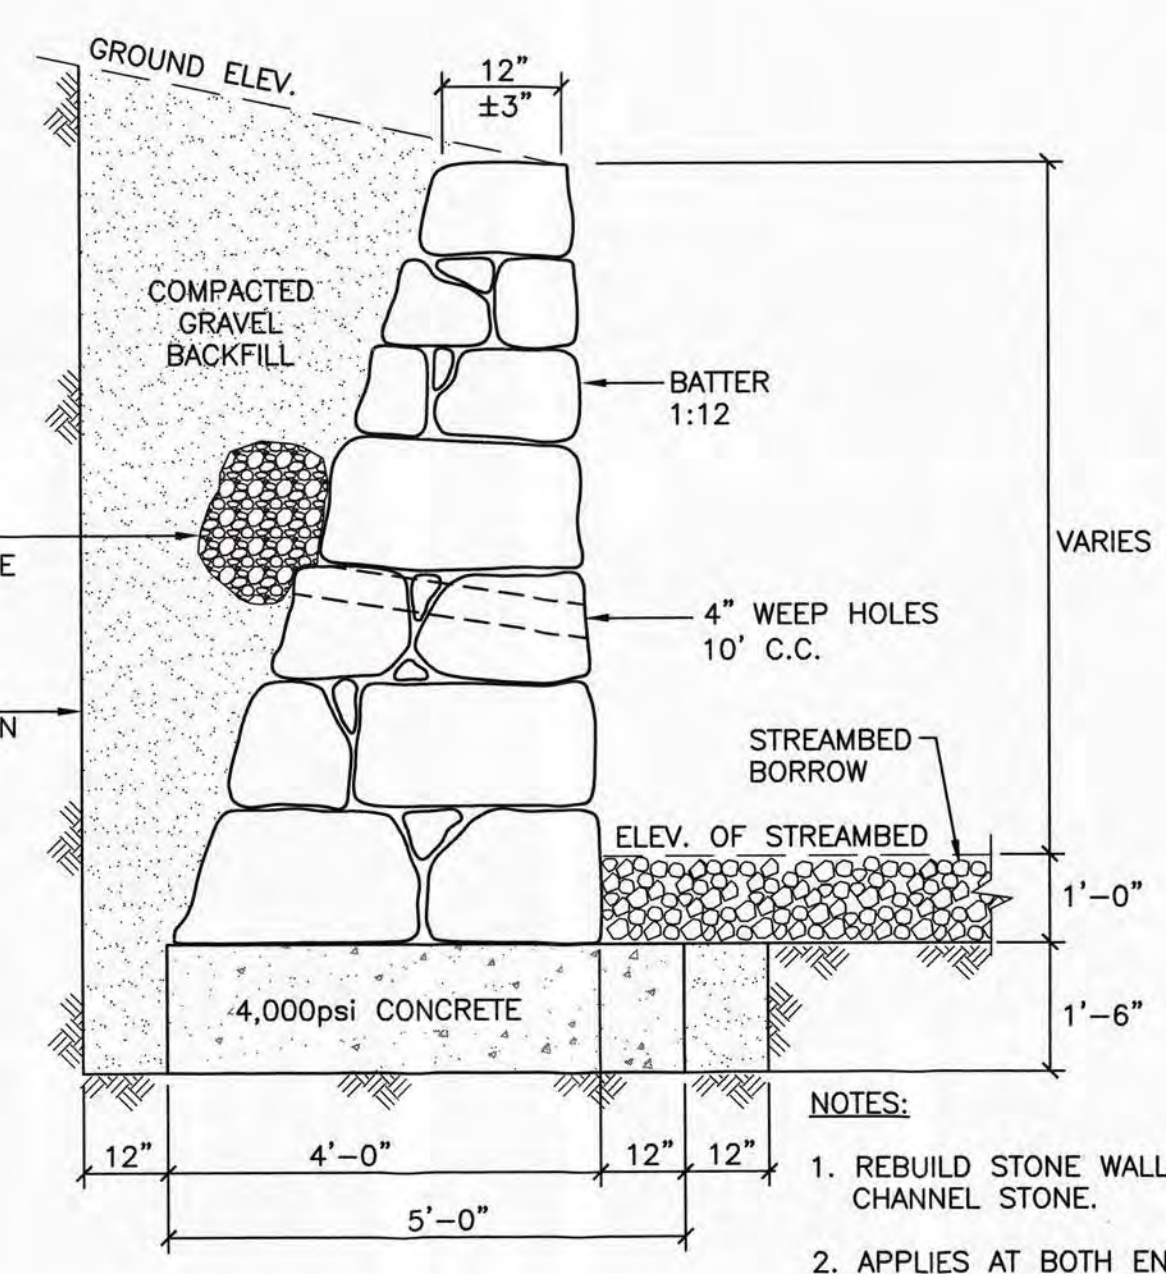 GROUND ELEV.
12"
±3"
COMPACTED
GRAVEL
BACKFILL
BATTER
1:12
VARIES
E
4" WEEP HOLES
10' C.C.
N
STREAMBED
BORROW
ELEV. OF STREAMBED
1'-0"
4,000psi CONCRETE
1'-6"
NOTES:
12"
4'-0"
12"
12"
1. REBUILD STONE WALL
CHANNEL STONE.
5'-0"
2. APPLIES AT BOTH EN